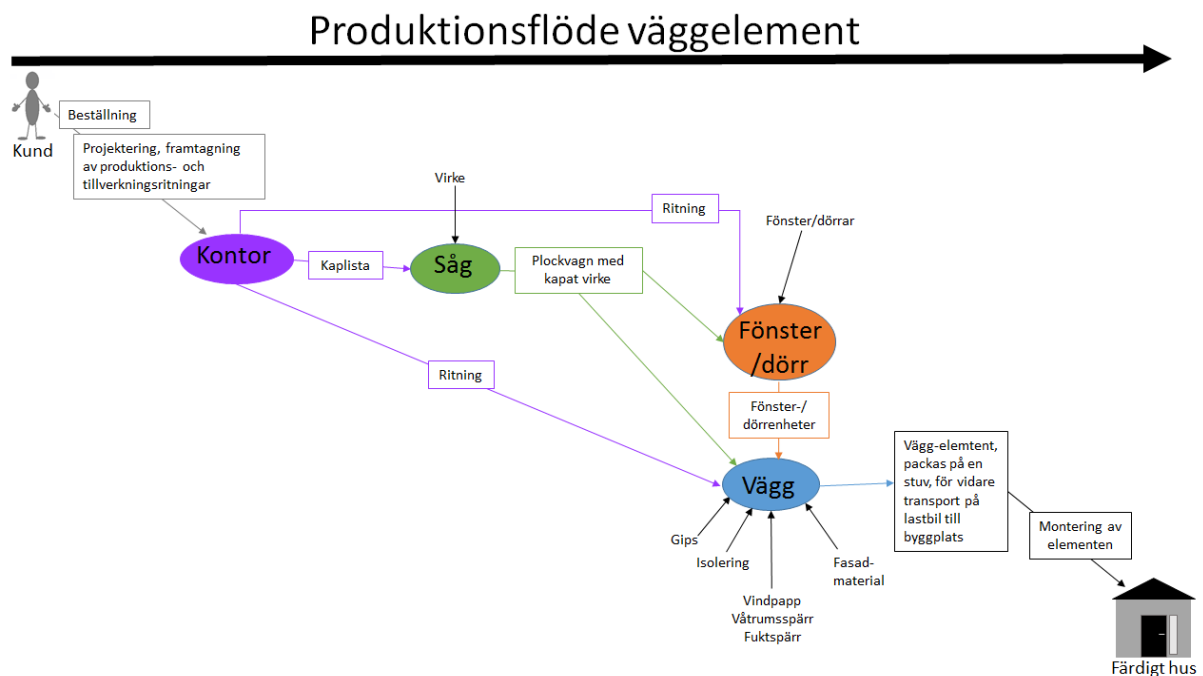 Produktionsflöde väggelement
Kund
Beställning
Projektering, framtagning
av produktions- och
tillverkningsritningar
Kontor
Kaplista
Virke
Såg
Ritning
Plockvagn med
kapat virke
Fönster/dörrar
Fönster
/dörr
Ritning
Fönster-/
dörrenheter
Vägg
Gips
Isolering
Vindpapp
Våtrumsspärr
Fuktspärr
Fasad-
material
Vägg-elemtent,
packas på en
stuv, för vidare
transport på
lastbil till
byggplats
Montering av
elementen
Färdigt hus